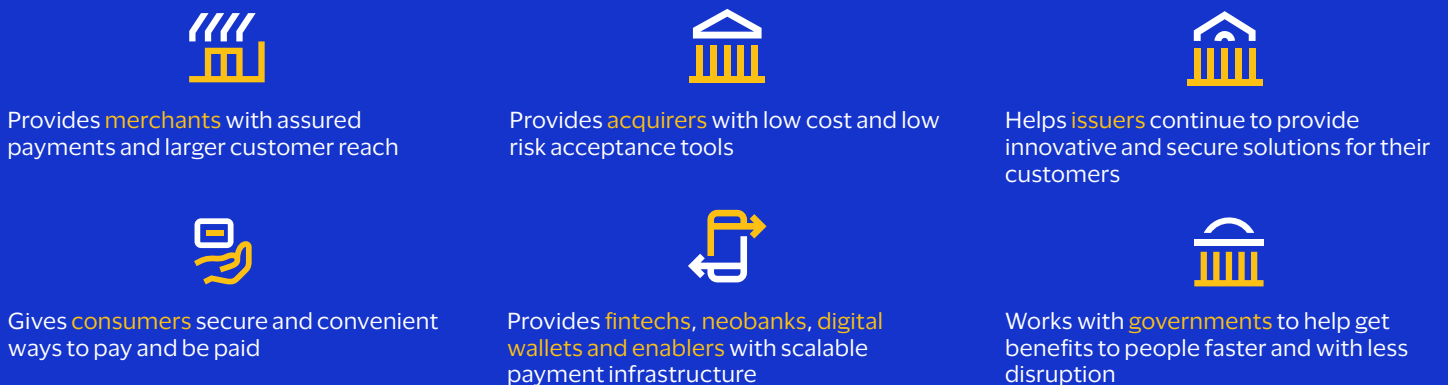 Provides merchants with assured
payments and larger customer reach
Provides acquirers with low cost and low
risk acceptance tools
Helps issuers continue to provide
innovative and secure solutions for their
customers
Gives consumers secure and convenient
ways to pay and be paid
Provides fintechs, neobanks, digital
wallets and enablers with scalable
payment infrastructure
Works with governments to help get
benefits to people faster and with less
disruption